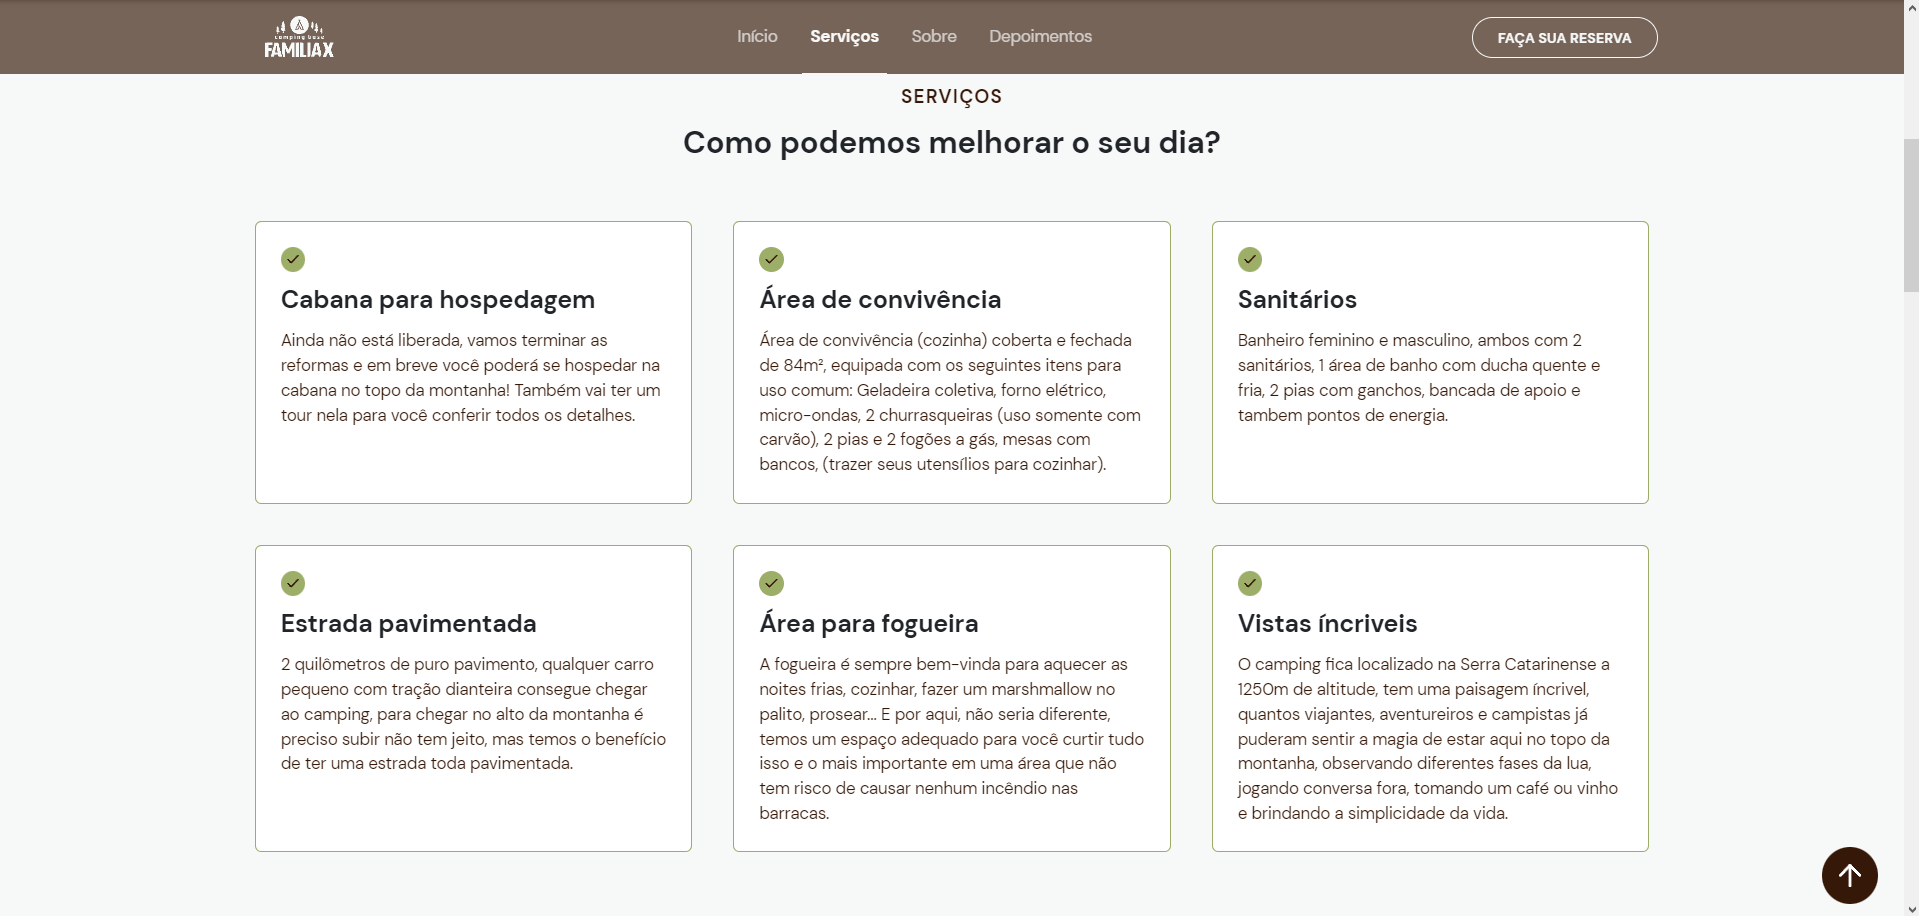 camping base
FAMILIAX
Início
Serviços
Sobre
Depoimentos
FAÇA SUA RESERVA
SERVIÇOS
Como podemos melhorar o seu dia?
Cabana para hospedagem
Ainda não está liberada, vamos terminar as
reformas e em breve você poderá se hospedar na
cabana no topo da montanha! Também vai ter um
tour nela para você conferir todos os detalhes.
Área de convivência
Área de convivência (cozinha) coberta e fechada
de 84m², equipada com os seguintes itens para
uso comum: Geladeira coletiva, forno elétrico,
micro-ondas, 2 churrasqueiras (uso somente com
carvão), 2 pias e 2 fogões a gás, mesas com
bancos, (trazer seus utensílios para cozinhar).
Sanitários
Banheiro feminino e masculino, ambos com 2
sanitários, 1 área de banho com ducha quente e
fria, 2 pias com ganchos, bancada de apoio e
tambem pontos de energia.
Estrada pavimentada
2 quilômetros de puro pavimento, qualquer carro
pequeno com tração dianteira consegue chegar
ao camping, para chegar no alto da montanha é
preciso subir não tem jeito, mas temos o benefício
de ter uma estrada toda pavimentada.
Área para fogueira
A fogueira é sempre bem-vinda para aquecer as
noites frias, cozinhar, fazer um marshmallow no
palito, prosear... E por aqui, não seria diferente,
temos um espaço adequado para você curtir tudo
isso e o mais importante em uma área que não
tem risco de causar nenhum incêndio nas
barracas.
Vistas íncriveis
O camping fica localizado na Serra Catarinense a
1250m de altitude, tem uma paisagem íncrivel,
quantos viajantes, aventureiros e campistas já
puderam sentir a magia de estar aqui no topo da
montanha, observando diferentes fases da lua,
jogando conversa fora, tomando um café ou vinho
e brindando a simplicidade da vida.